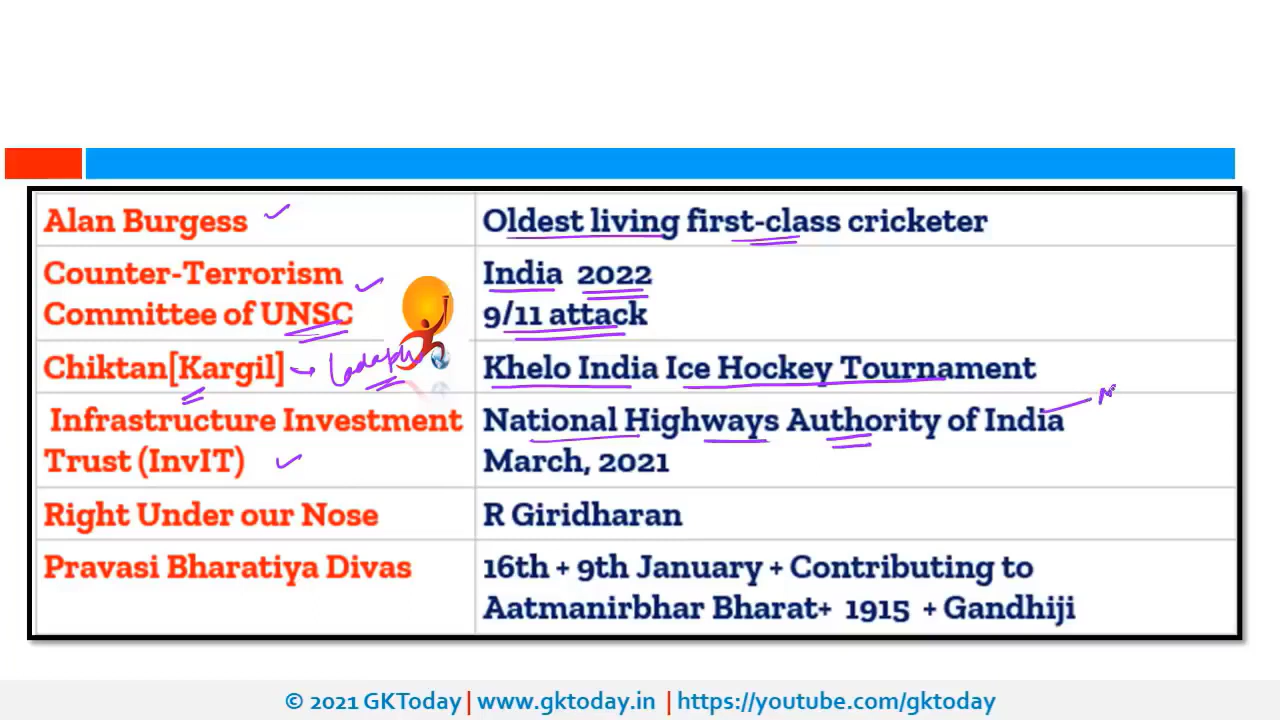 Alan Burgess
Oldest living first-class cricketer
Counter-Terrorism
Committee of UNSC
India 2022
9/11 attack
Chiktan[Kargil]
Ladakh
Khelo India Ice Hockey Tournament
Infrastructure Investment
Trust (InvIT)
National Highways Authority of India
March, 2021
Right Under our Nose
R Giridharan
Pravasi Bharatiya Divas
16th + 9th January + Contributing to
Aatmanirbhar Bharat+ 1915 + Gandhiji
© 2021 GKToday | www.gktoday.in | https://youtube.com/gktoday